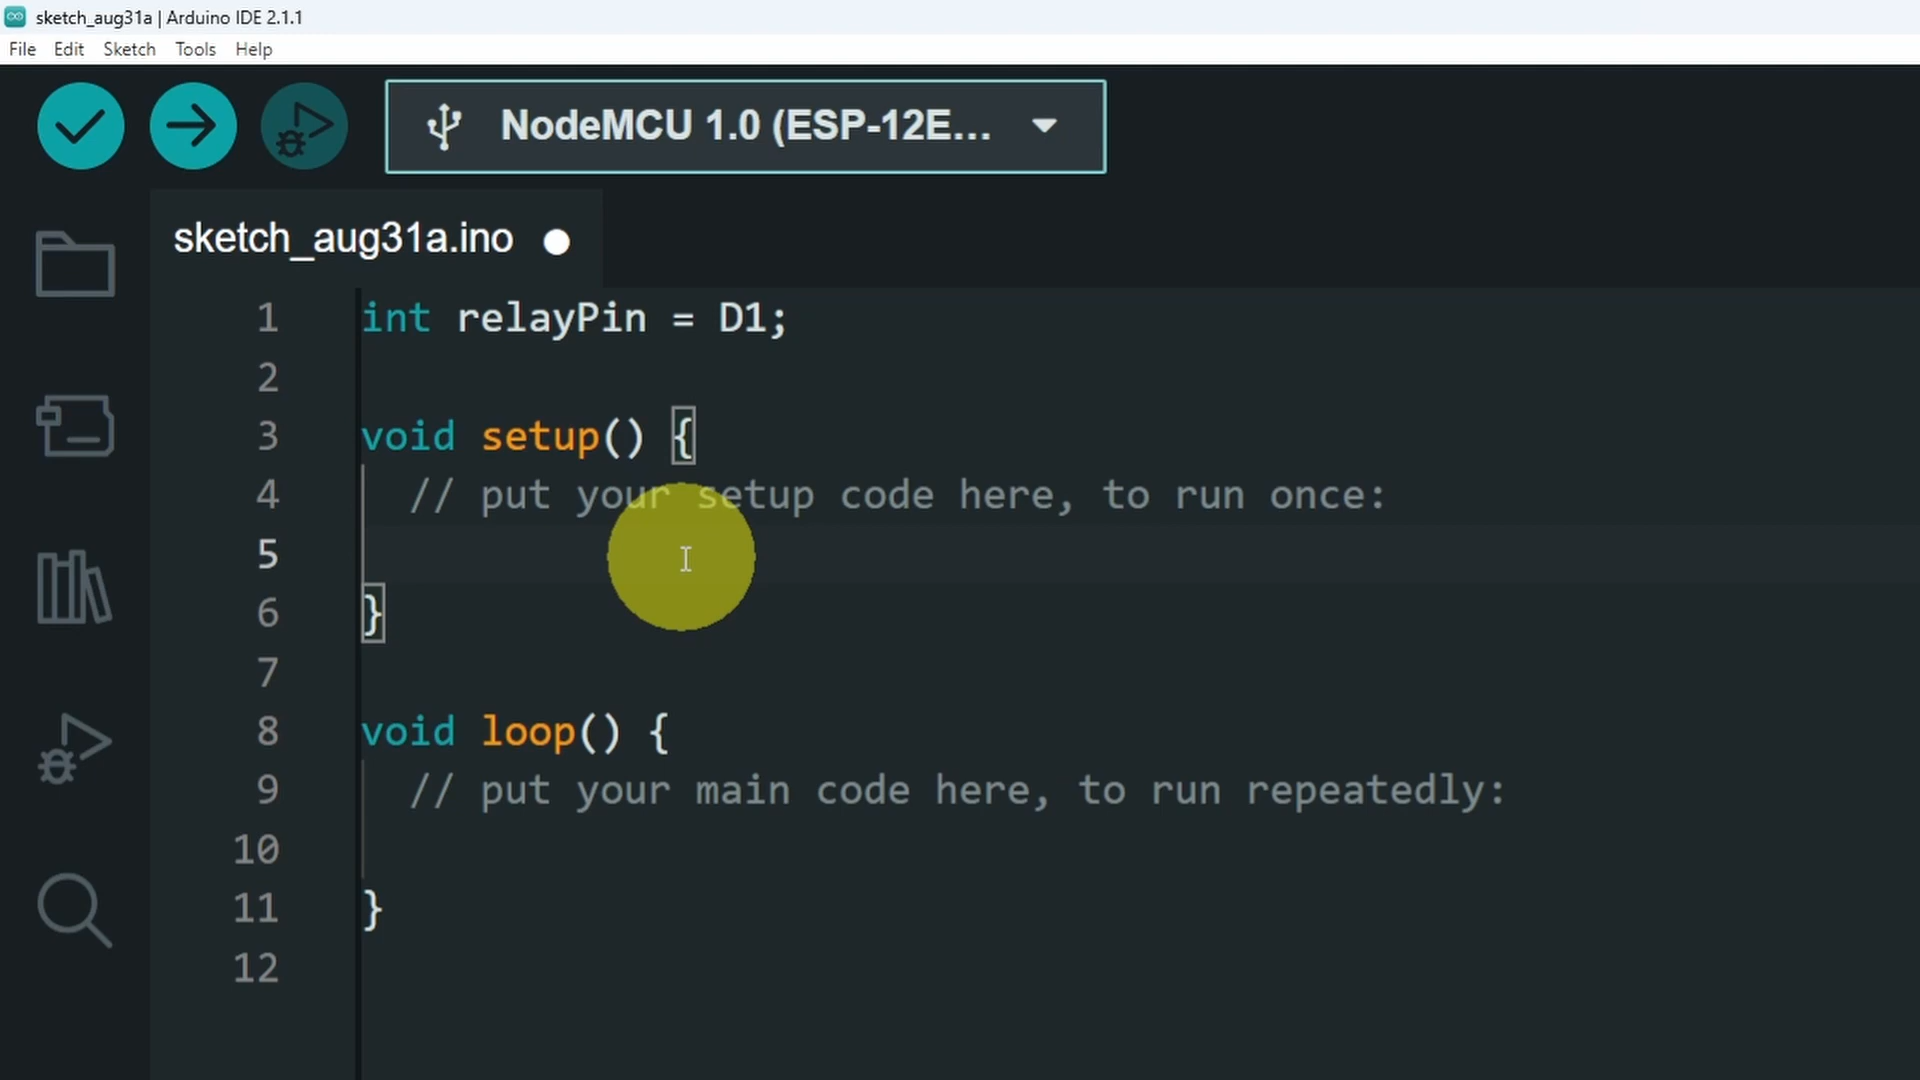 sketch_aug31a | Arduino IDE 2.1.1
File Edit Sketch Tools Help
NodeMCU 1.0 (ESP-12E...
sketch_aug31a.ino
1 int relayPin = D1;
2
3 void setup() {
4 // put your setup code here, to run once:
5
6 }
7
8 void loop() {
9 // put your main code here, to run repeatedly:
10
11 }
12